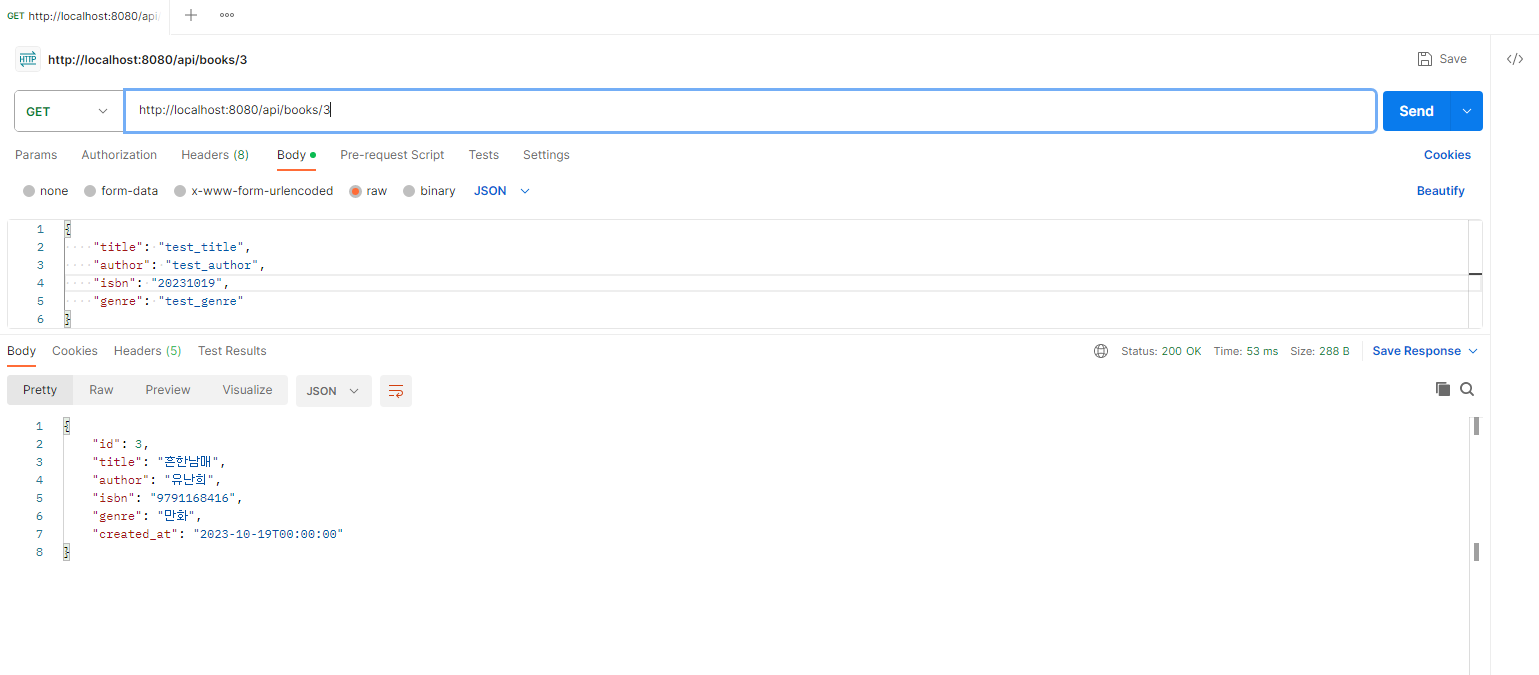 GET http://localhost:8080/api/
http://localhost:8080/api/books/3
Save
GET
http://localhost:8080/api/books/3
Send
Params Authorization Headers (8) Body Pre-request Script Tests Settings Cookies
none form-data x-www-form-urlencoded raw binary JSON Beautify
1 {
2 "title": "test_title",
3 "author": "test_author",
4 "isbn": "20231019",
5 "genre": "test_genre"
6 }
Body Cookies Headers (5) Test Results Status: 200 OK Time: 53 ms Size: 288 B Save Response
Pretty Raw Preview Visualize JSON
1 {
2 "id": 3,
3 "title": "흔한남매",
4 "author": "유난희",
5 "isbn": "9791168416",
6 "genre": "만화",
7 "created_at": "2023-10-19T00:00:00"
8 }